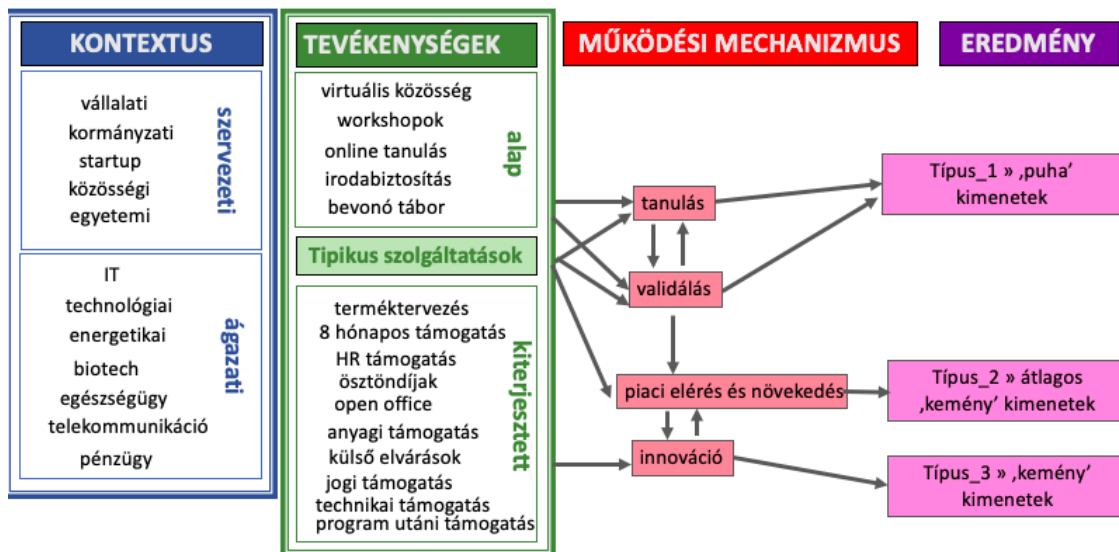 KONTEXTUS
vállalati
kormányzati
startup
közösségi
egyetemi
szervezeti
IT
technológiai
energetikai
biotech
egészségügy
telekommunikáció
pénzügy
ágazati
TEVÉKENYSÉGEK
virtuális közösség
workshopok
online tanulás
irodabiztosítás
bevonó tábor
alap
Tipikus szolgáltatások
terméktervezés
8 hónapos támogatás
HR támogatás
ösztöndíjak
open office
anyagi támogatás
külső elvárások
jogi támogatás
technikai támogatás
program utáni támogatás
kiterjesztett
MŰKÖDÉSI MECHANIZMUS
tanulás
validálás
piaci elérés és növekedés
innováció
EREDMÉNY
Típus_1 » ‚puha’
kimenetek
Típus_2 » átlagos
‚kemény’ kimenetek
Típus_3 » ‚kemény’
kimenetek